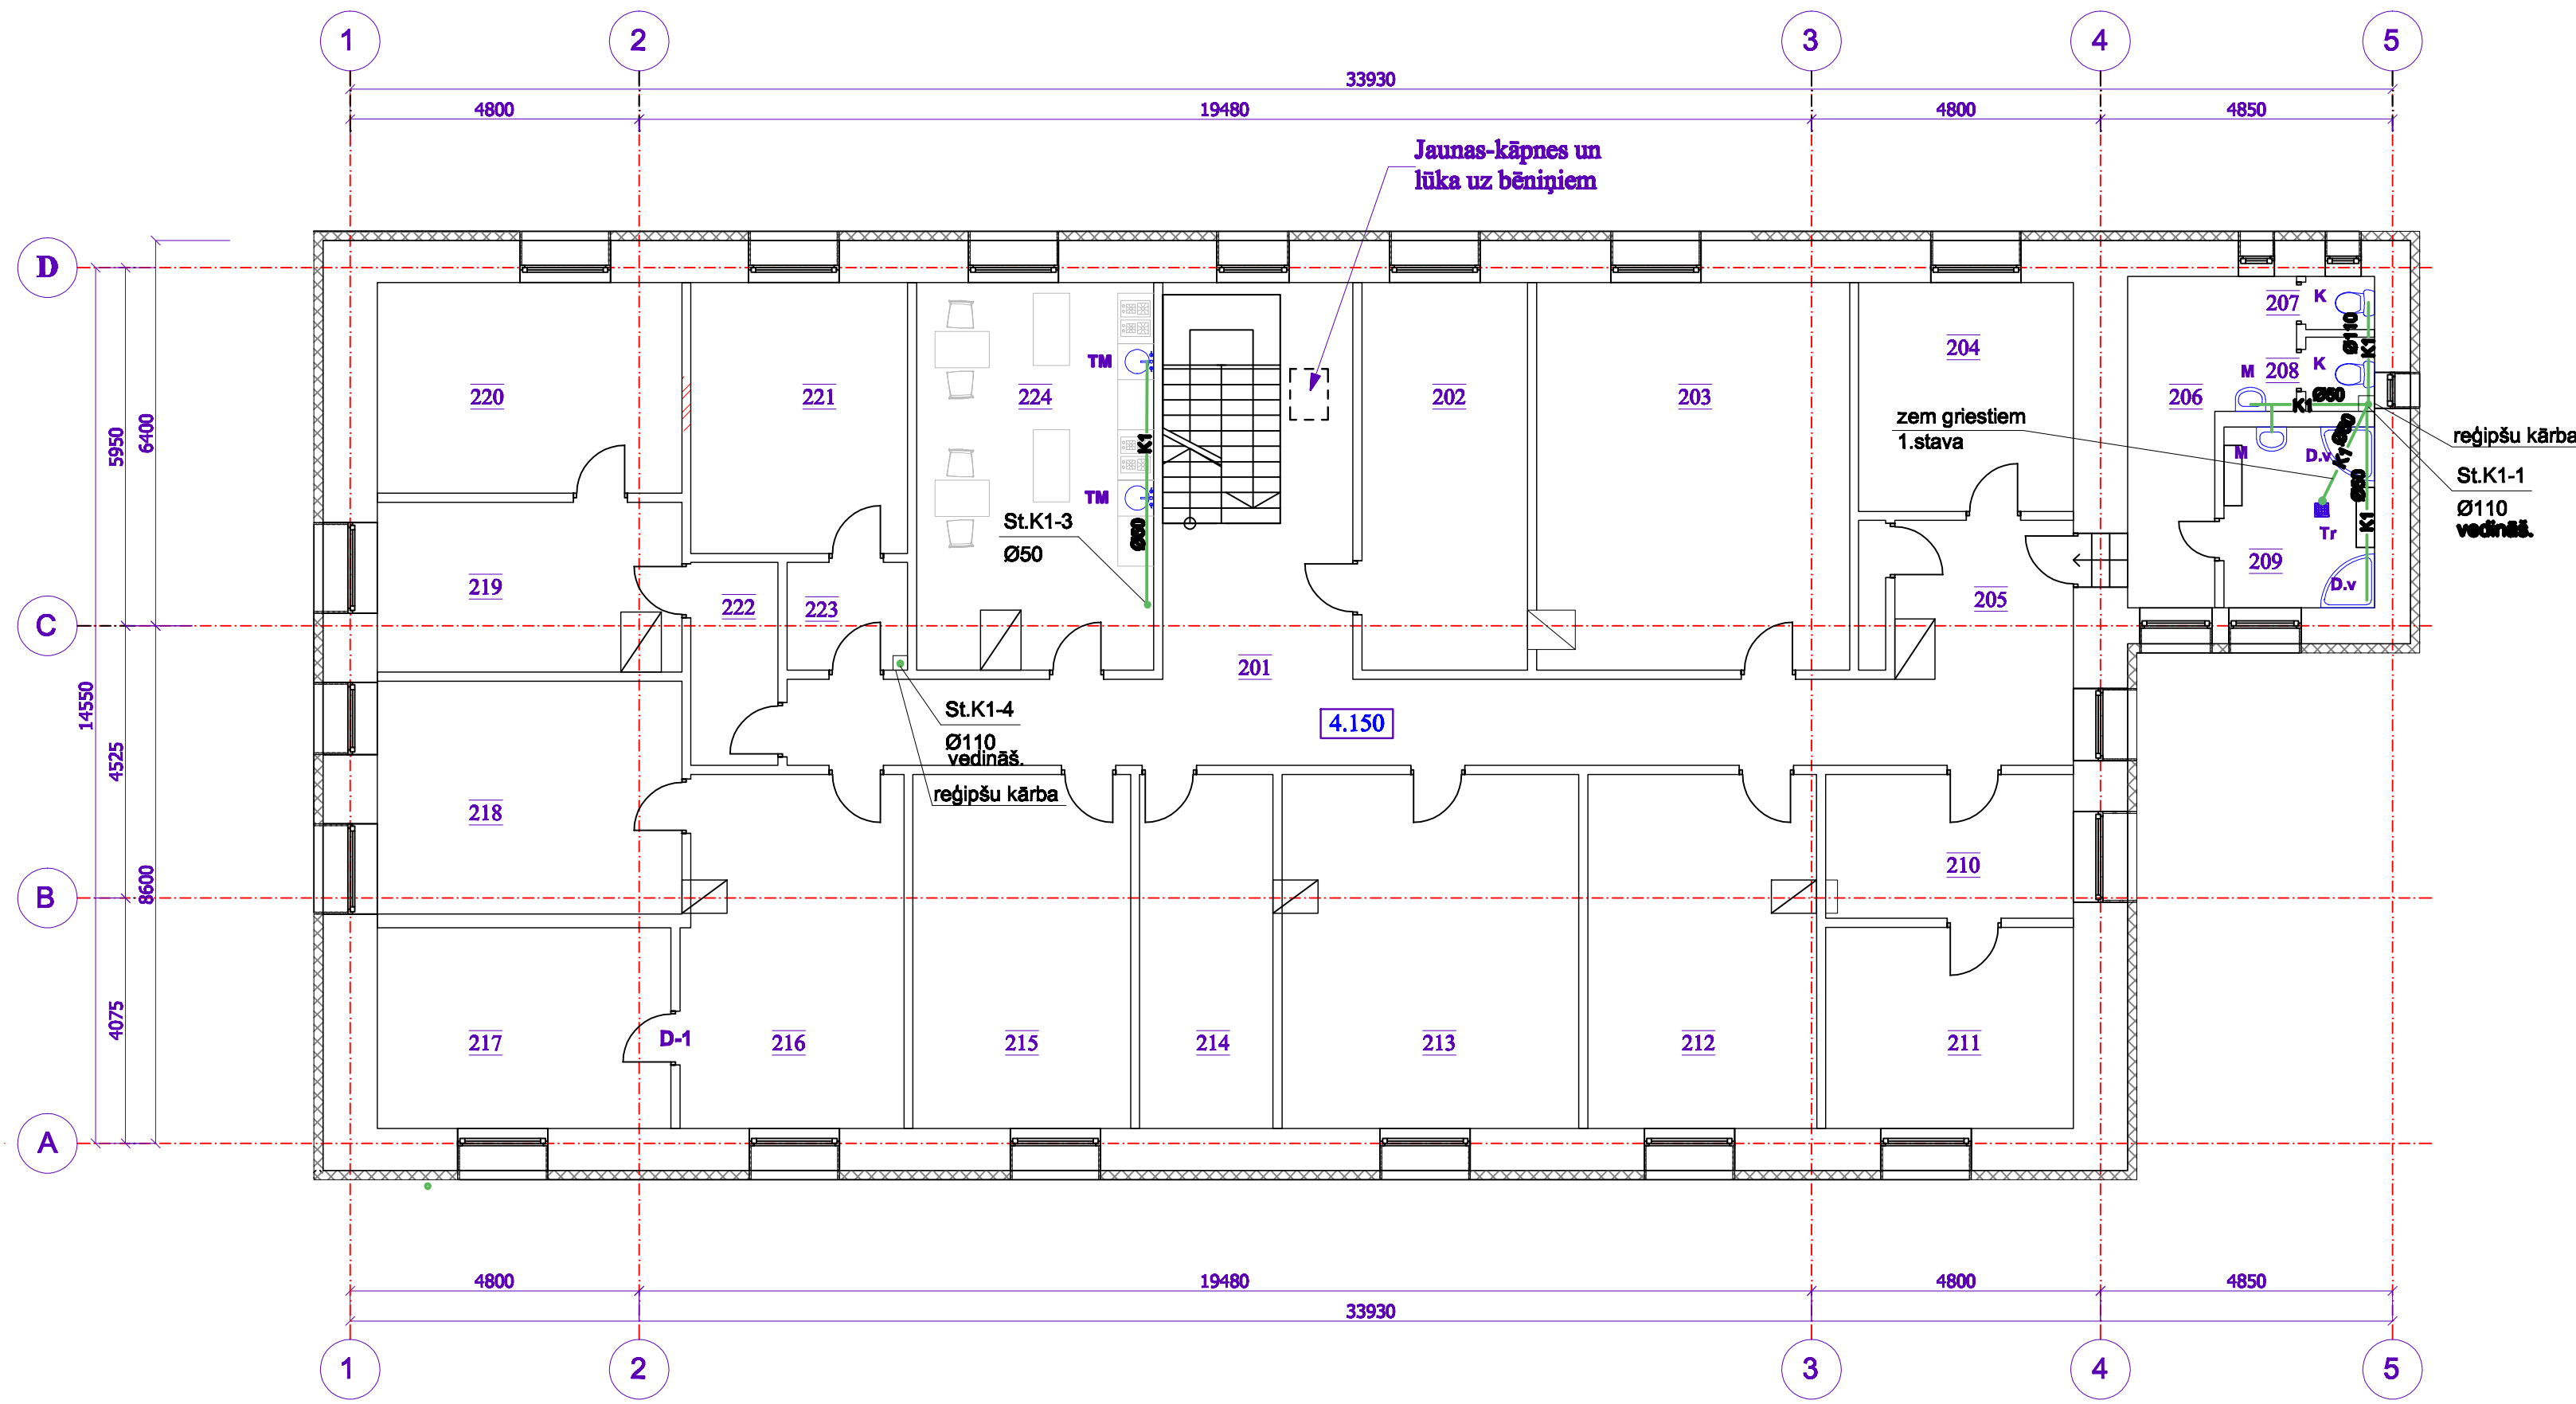 1 2 3 4 5
33930
4800 19480 4800 4850
Jaunas-kāpnes un
lūka uz bēniņiem
D
C
B
A
5950
6400
14550
4525
8600
4075
207 K
Ø110
K1
208 K
M
206
K1 Ø50
204
220
221
224
TM
K1
202
203
zem griestiem
1.stava
reģipšu kārba
M
D.v
K1
TM
St.K1-1
Ø110
vedināš.
St.K1-3
Ø50
Ø50
Ø50
K1
Tr
209
D.v
219
222
223
205
201
St.K1-4
Ø110
vedināš.
reģipšu kārba
4.150
218
210
217
D-1
216
215
214
213
212
211
4800 19480 4800 4850
33930
1 2 3 4 5